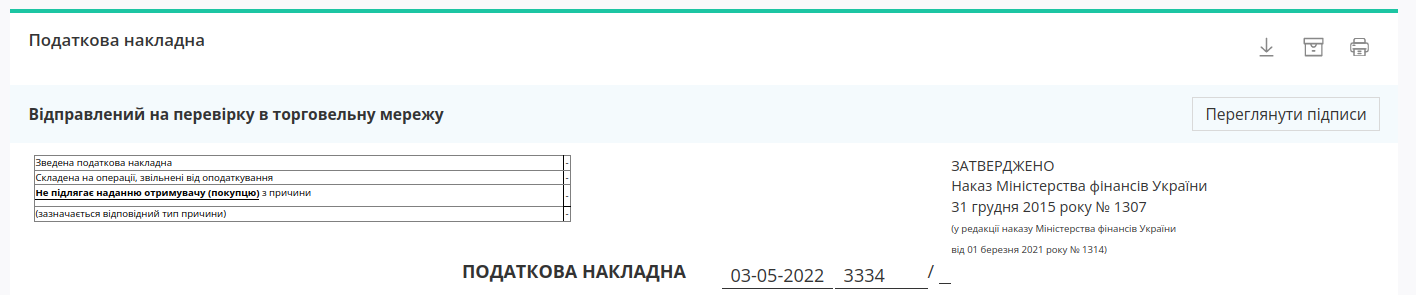 Податкова накладна
Відправлений на перевірку в торговельну мережу
Переглянути підписи
Зведена податкова накладна -
Складена на операції, звільнені від оподаткування -
Не підлягає наданню отримувачу (покупцю) з причини -
(зазначається відповідний тип причини) -
ЗАТВЕРДЖЕНО
Наказ Міністерства фінансів України
31 грудня 2015 року № 1307
(у редакції наказу Міністерства фінансів України
від 01 березня 2021 року № 1314)
ПОДАТКОВА НАКЛАДНА 03-05-2022 3334 /